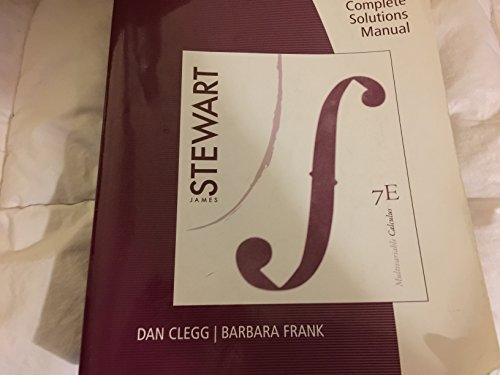 Complete
Solutions
Manual
JAMES
STEWART
7E
Multivariable Calculus
DAN CLEGG | BARBARA FRANK